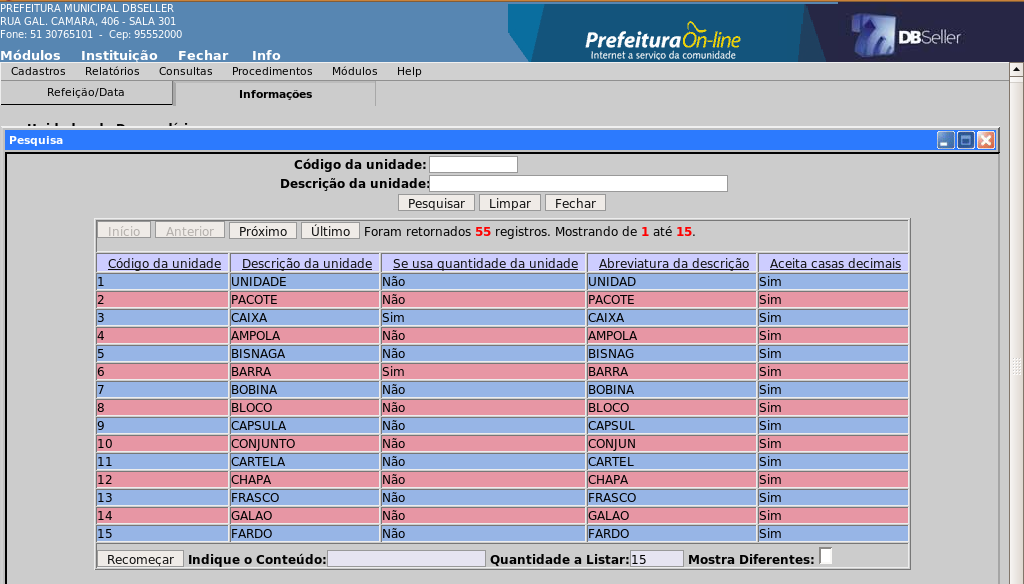 PREFEITURA MUNICIPAL DBSELLER
RUA GAL. CAMARA, 406 - SALA 301
Fone: 51 30765101 - Cep: 95552000
PrefeituraOn-line
Internet a serviço da comunidade
DBSeller
Módulos Instituição Fechar Info
Cadastros Relatórios Consultas Procedimentos Módulos Help
Refeição/Data Informações
Pesquisa
Código da unidade:
Descrição da unidade:
Pesquisar Limpar Fechar
Início Anterior Próximo Último Foram retornados 55 registros. Mostrando de 1 até 15.
Código da unidade Descrição da unidade Se usa quantidade da unidade Abreviatura da descrição Aceita casas decimais
1 UNIDADE Não UNIDAD Sim
2 PACOTE Não PACOTE Sim
3 CAIXA Sim CAIXA Sim
4 AMPOLA Não AMPOLA Sim
5 BISNAGA Não BISNAG Sim
6 BARRA Sim BARRA Sim
7 BOBINA Não BOBINA Sim
8 BLOCO Não BLOCO Sim
9 CAPSULA Não CAPSUL Sim
10 CONJUNTO Não CONJUN Sim
11 CARTELA Não CARTEL Sim
12 CHAPA Não CHAPA Sim
13 FRASCO Não FRASCO Sim
14 GALAO Não GALAO Sim
15 FARDO Não FARDO Sim
Recomeçar Indique o Conteúdo: Quantidade a Listar: 15 Mostra Diferentes: